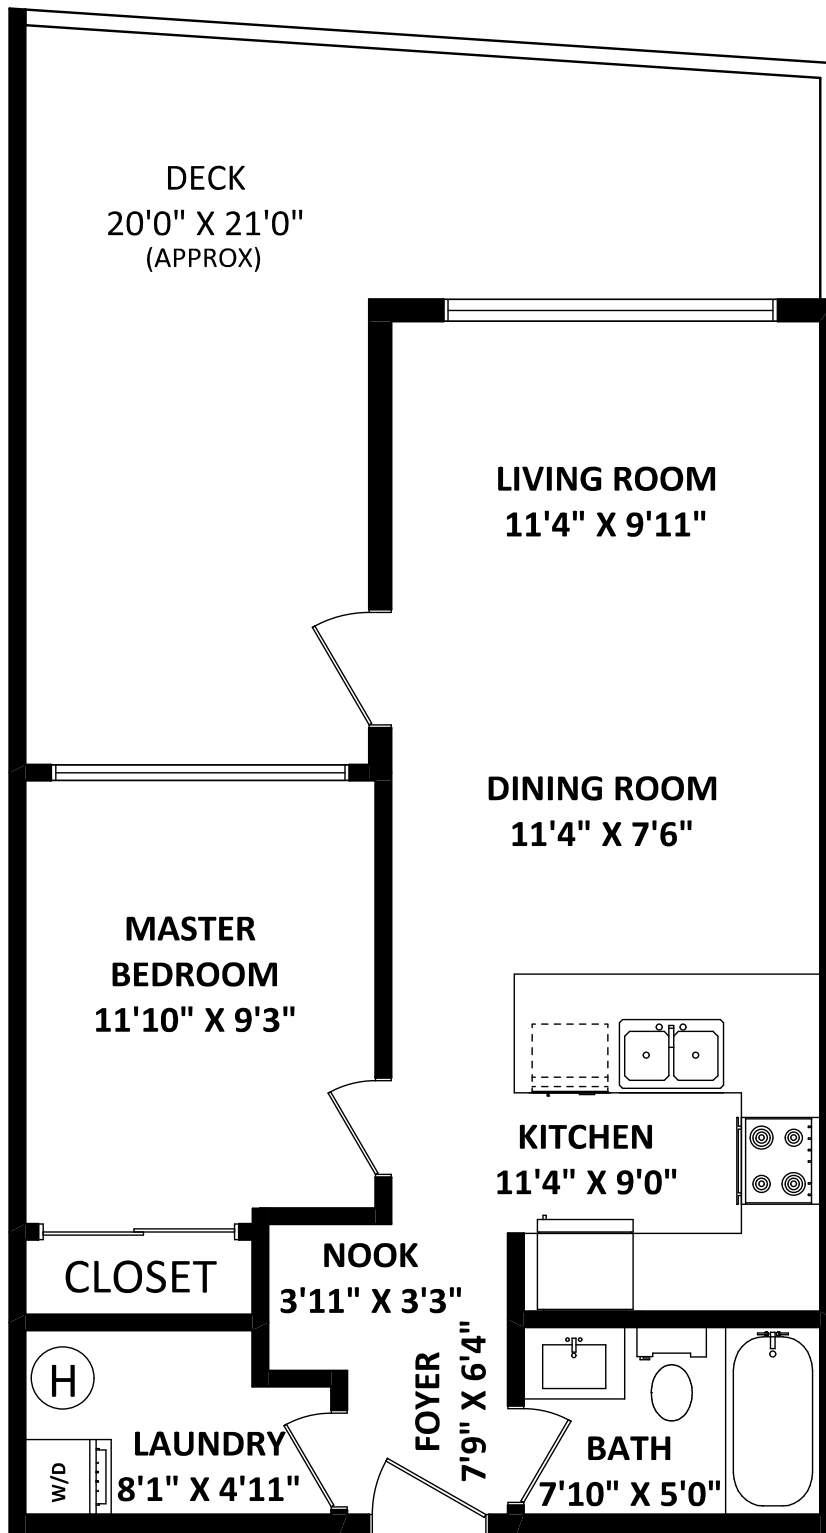 DECK
20'0" X 21'0"
(APPROX)
LIVING ROOM
11'4" X 9'11"
DINING ROOM
11'4" X 7'6"
MASTER
BEDROOM
11'10" X 9'3"
KITCHEN
11'4" X 9'0"
NOOK
3'11" X 3'3"
CLOSET
FOYER
7'9" X 6'4"
H
LAUNDRY
8'1" X 4'11"
W/D
BATH
7'10" X 5'0"